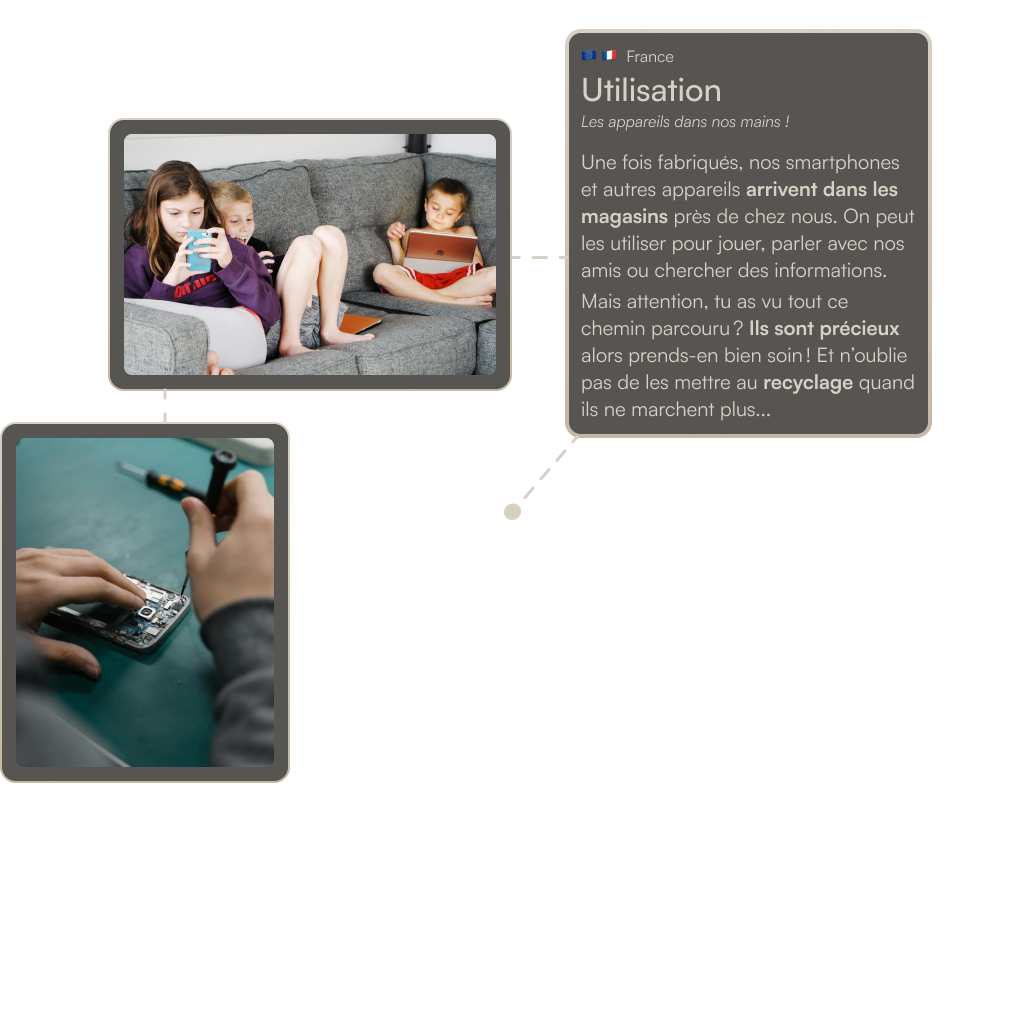 France
Utilisation
Les appareils dans nos mains !
Une fois fabriqués, nos smartphones
et autres appareils arrivent dans les
magasins près de chez nous. On peut
les utiliser pour jouer, parler avec nos
amis ou chercher des informations.
Mais attention, tu as vu tout ce
chemin parcouru ? Ils sont précieux
alors prends-en bien soin ! Et n’oublie
pas de les mettre au recyclage quand
ils ne marchent plus...